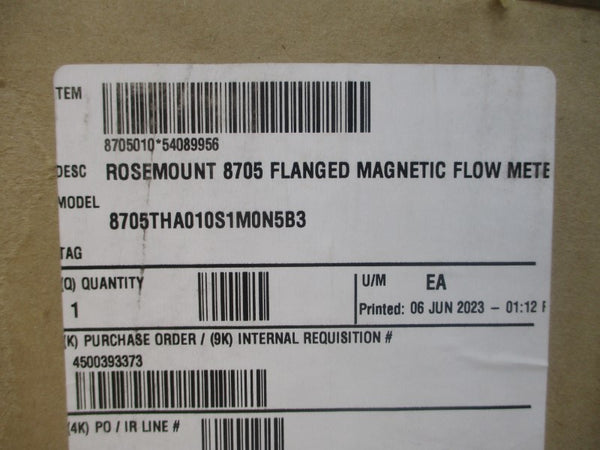 TEM
8705010*54089956
DESC ROSEMOUNT 8705 FLANGED MAGNETIC FLOW METE
MODEL
8705THA010S1M0N5B3
TAG
(Q) QUANTITY
1
U/M EA
Printed: 06 JUN 2023 - 01:12 P
(K) PURCHASE ORDER / (9K) INTERNAL REQUISITION #
4500393373
(4K) PO / IR LINE #